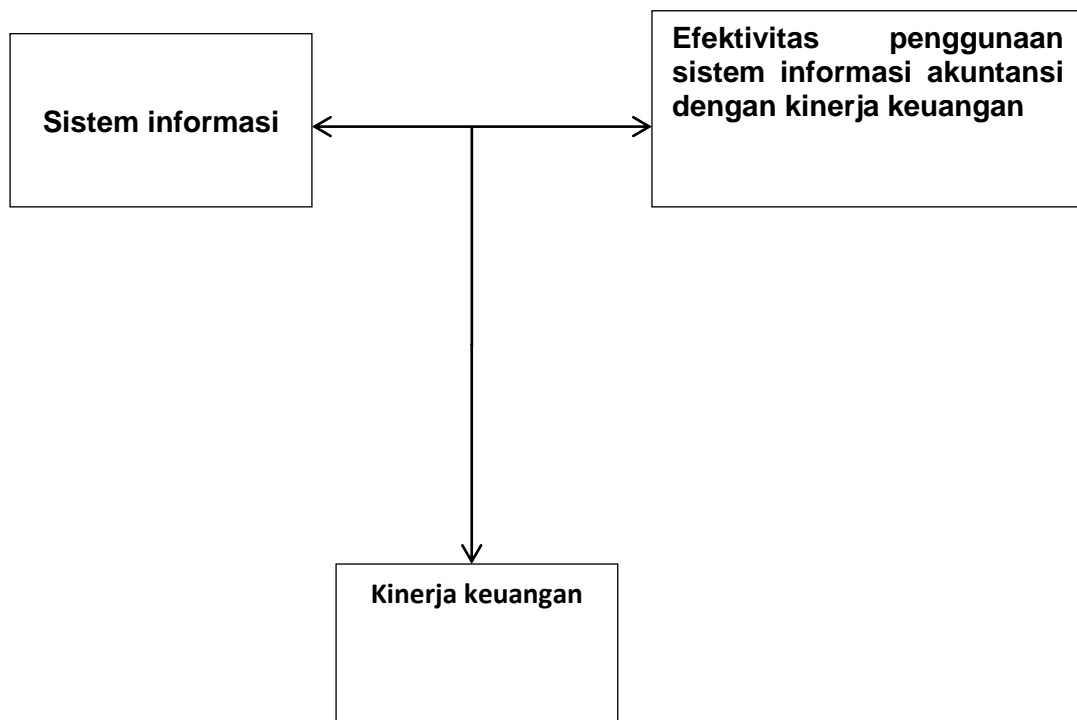 Sistem informasi
Efektivitas penggunaan
sistem informasi akuntansi
dengan kinerja keuangan
Kinerja keuangan